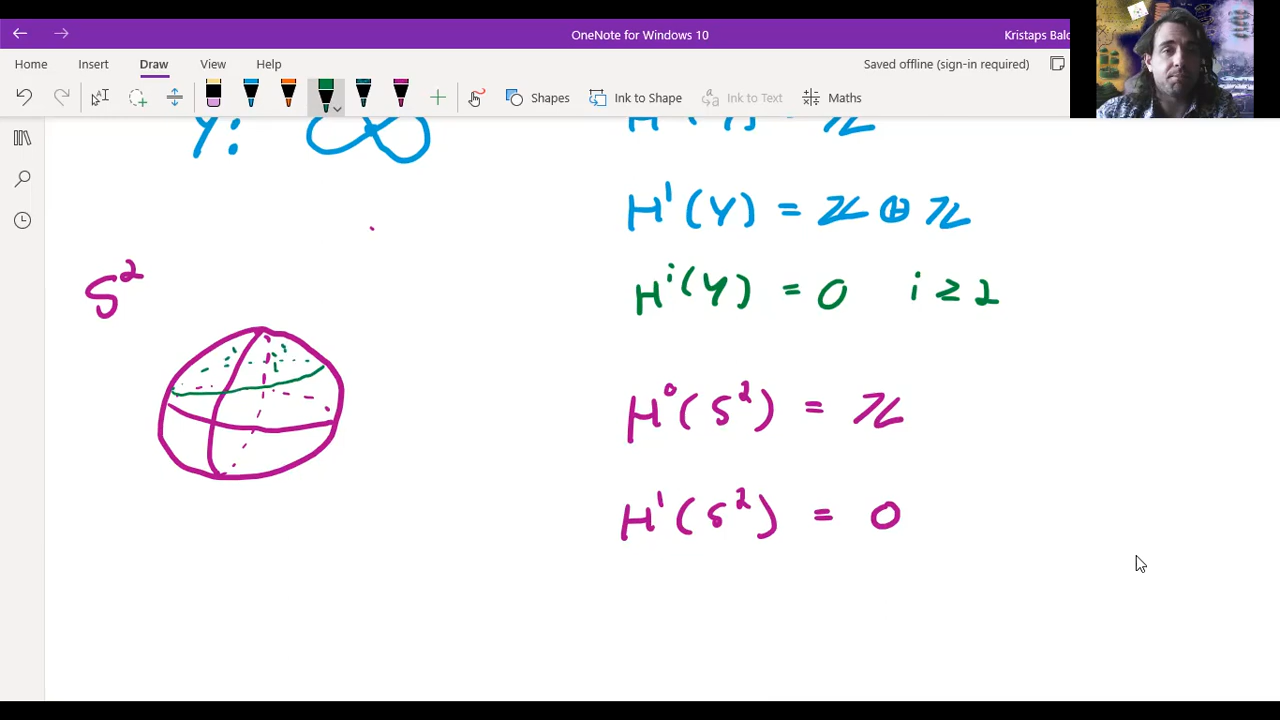 OneNote for Windows 10
Kristaps Balo
Home Insert Draw View Help
Saved offline (sign-in required)
Shapes Ink to Shape Ink to Text Maths
Y:
H¹(Y) = ℤ ⊕ ℤ
Hⁱ(Y) = 0 i ≥ 2
S²
H⁰(S²) = ℤ
H¹(S²) = 0